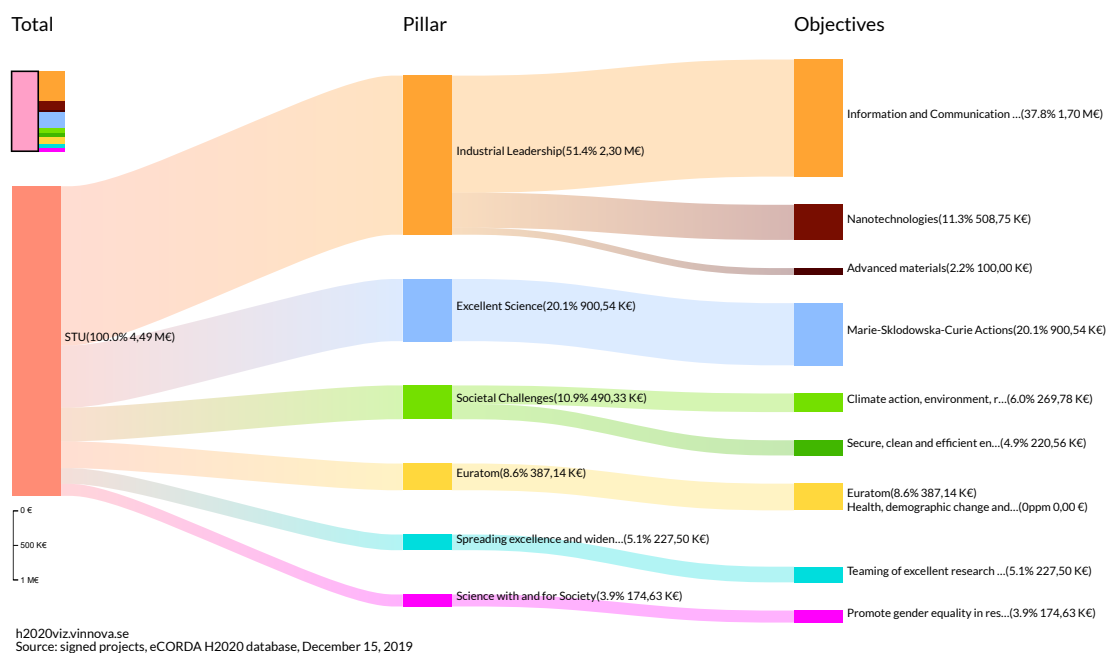 Total
Pillar
Objectives
Information and Communication ...(37.8% 1,70 M€)
Industrial Leadership(51.4% 2,30 M€)
Nanotechnologies(11.3% 508,75 K€)
Advanced materials(2.2% 100,00 K€)
Excellent Science(20.1% 900,54 K€)
Marie-Sklodowska-Curie Actions(20.1% 900,54 K€)
STU(100.0% 4,49 M€)
Societal Challenges(10.9% 490,33 K€)
Climate action, environment, r...(6.0% 269,78 K€)
Secure, clean and efficient en...(4.9% 220,56 K€)
Euratom(8.6% 387,14 K€)
Euratom(8.6% 387,14 K€)
Health, demographic change and...(0ppm 0,00 €)
0 €
500 K€
1 M€
Spreading excellence and widen...(5.1% 227,50 K€)
Teaming of excellent research ...(5.1% 227,50 K€)
Science with and for Society(3.9% 174,63 K€)
Promote gender equality in res...(3.9% 174,63 K€)
h2020viz.vinnova.se
Source: signed projects, eCORDA H2020 database, December 15, 2019